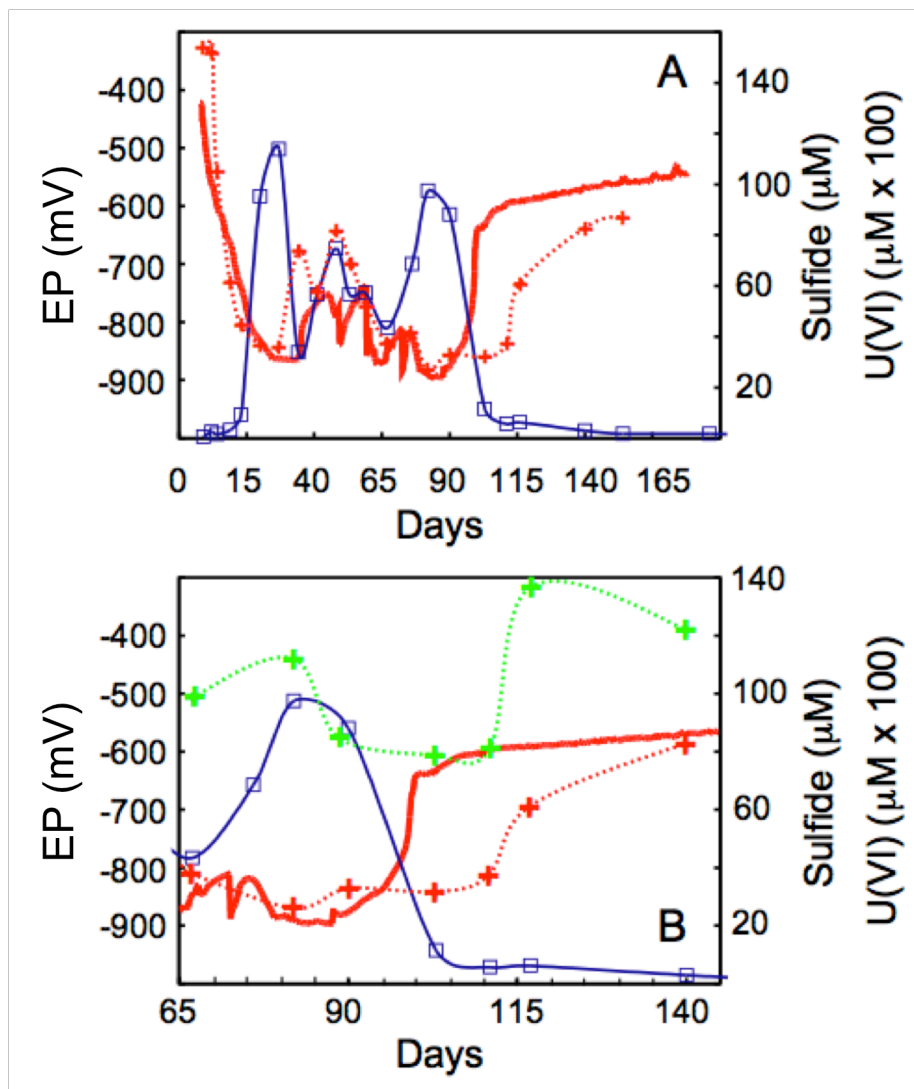 A
-400
-500
-600
-700
-800
-900
EP (mV)
140
100
60
20
Sulfide (μM)
U(VI) (μM x 100)
0 15 40 65 90 115 140 165
Days
B
-400
-500
-600
-700
-800
-900
EP (mV)
140
100
60
20
Sulfide (μM)
U(VI) (μM x 100)
65 90 115 140
Days